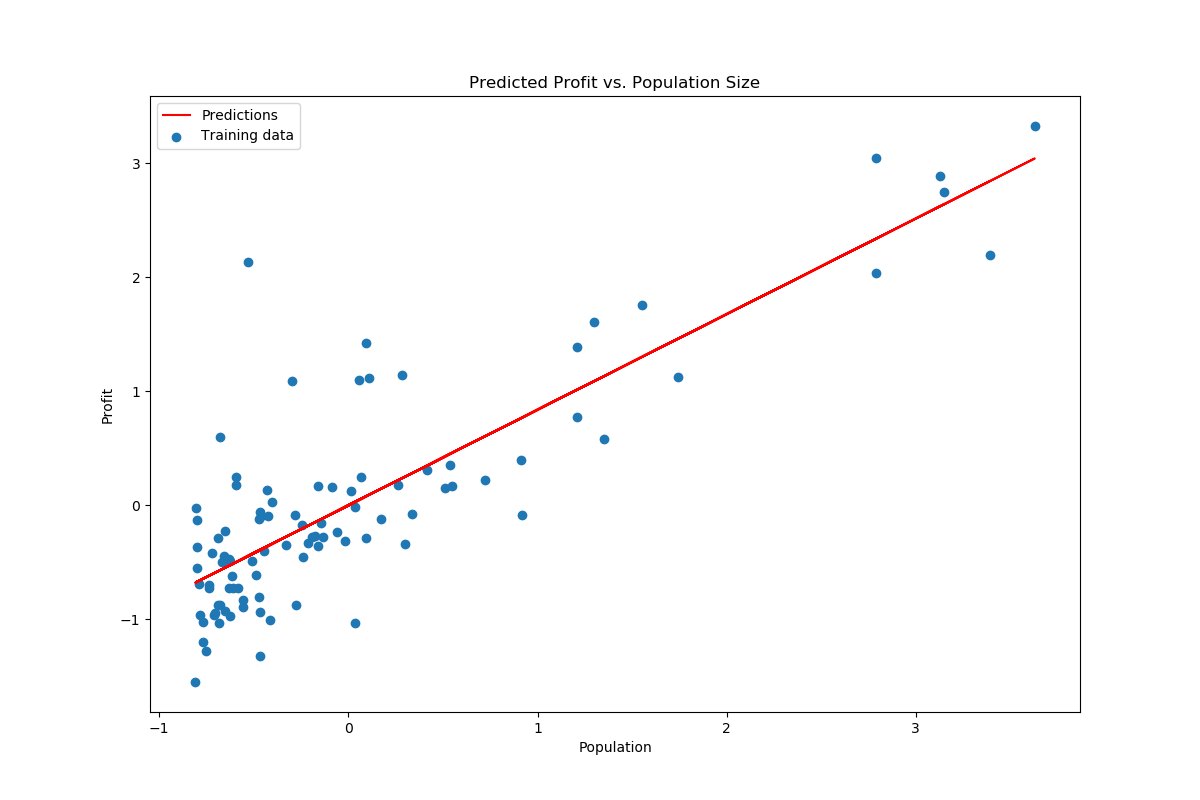 Predicted Profit vs. Population Size
Predictions
Training data
3
2
1
0
−1
Profit
−1 0 1 2 3
Population